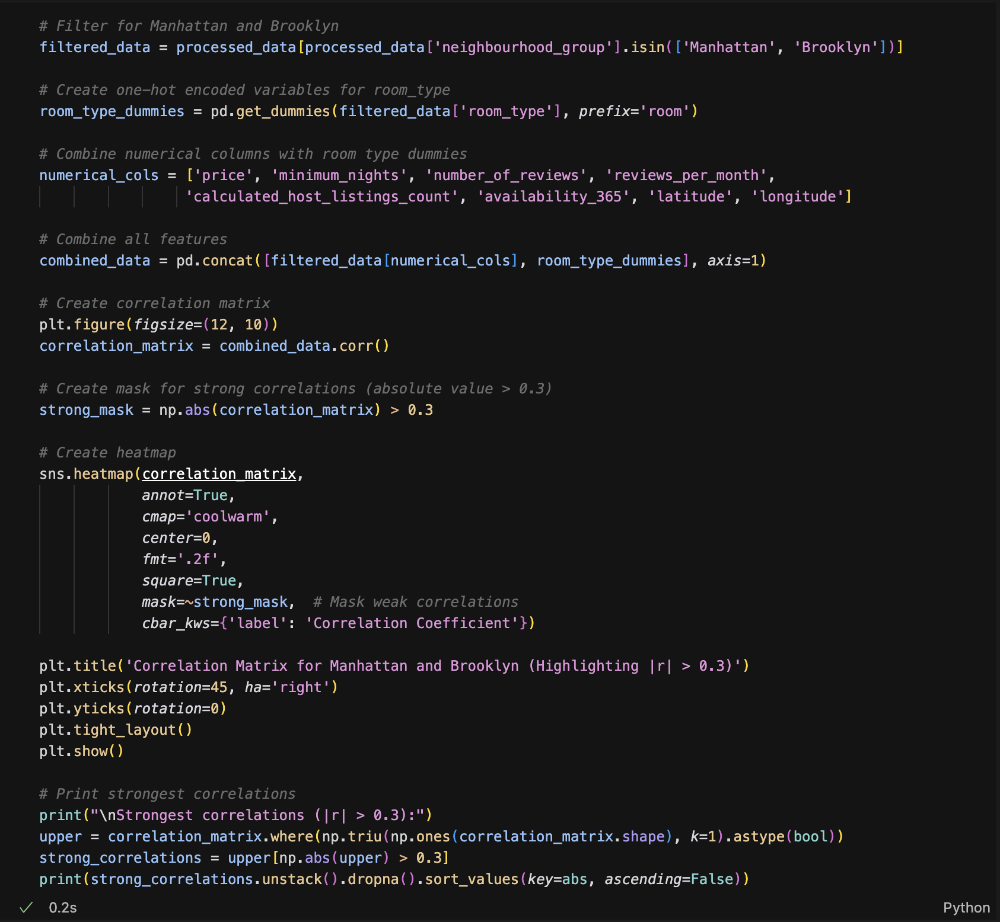 # Filter for Manhattan and Brooklyn
filtered_data = processed_data[processed_data['neighbourhood_group'].isin(['Manhattan', 'Brooklyn'])]

# Create one-hot encoded variables for room_type
room_type_dummies = pd.get_dummies(filtered_data['room_type'], prefix='room')

# Combine numerical columns with room type dummies
numerical_cols = ['price', 'minimum_nights', 'number_of_reviews', 'reviews_per_month',
                 'calculated_host_listings_count', 'availability_365', 'latitude', 'longitude']

# Combine all features
combined_data = pd.concat([filtered_data[numerical_cols], room_type_dummies], axis=1)

# Create correlation matrix
plt.figure(figsize=(12, 10))
correlation_matrix = combined_data.corr()

# Create mask for strong correlations (absolute value > 0.3)
strong_mask = np.abs(correlation_matrix) > 0.3

# Create heatmap
sns.heatmap(correlation_matrix,
            annot=True,
            cmap='coolwarm',
            center=0,
            fmt='.2f',
            square=True,
            mask=~strong_mask,  # Mask weak correlations
            cbar_kws={'label': 'Correlation Coefficient'})

plt.title('Correlation Matrix for Manhattan and Brooklyn (Highlighting |r| > 0.3)')
plt.xticks(rotation=45, ha='right')
plt.yticks(rotation=0)
plt.tight_layout()
plt.show()

# Print strongest correlations
print("\nStrongest correlations (|r| > 0.3):")
upper = correlation_matrix.where(np.triu(np.ones(correlation_matrix.shape), k=1).astype(bool))
strong_correlations = upper[np.abs(upper) > 0.3]
print(strong_correlations.unstack().dropna().sort_values(key=abs, ascending=False))
✓ 0.2s
Python